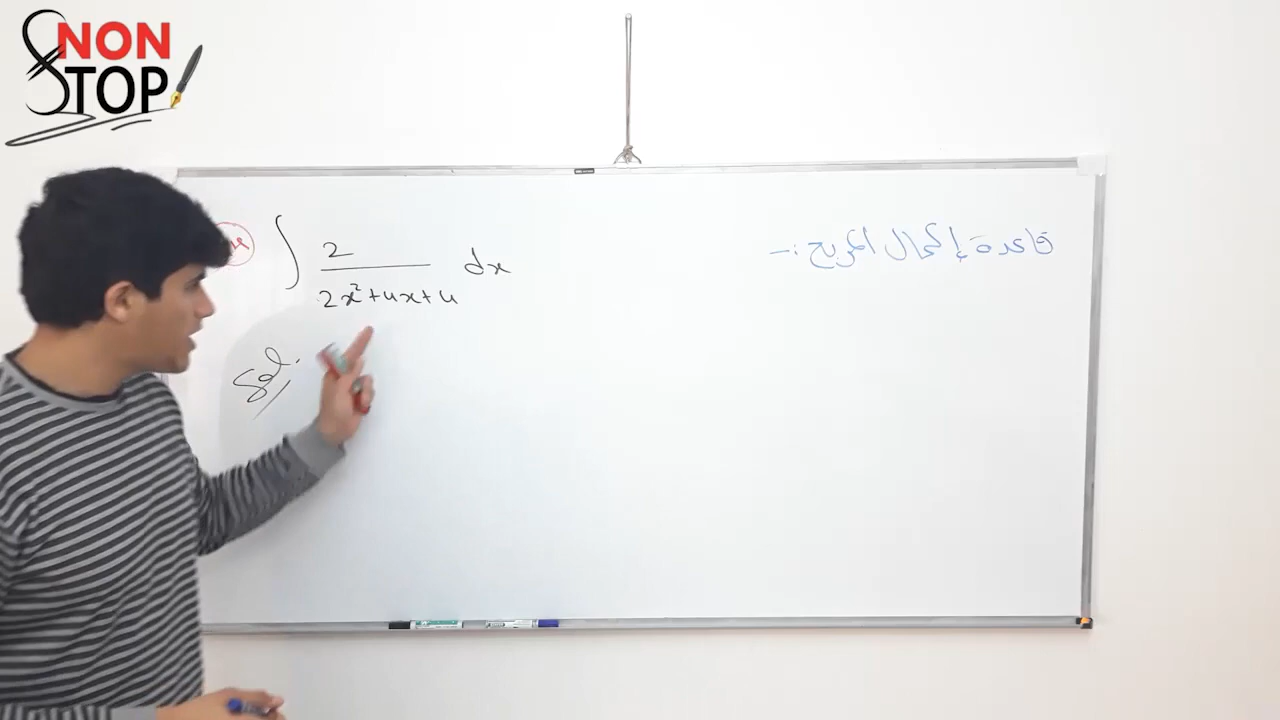 NON
STOP
∫ 2 / (2x² + 4x + 4) dx
قاعدة إكمال المربع :-
Sol.